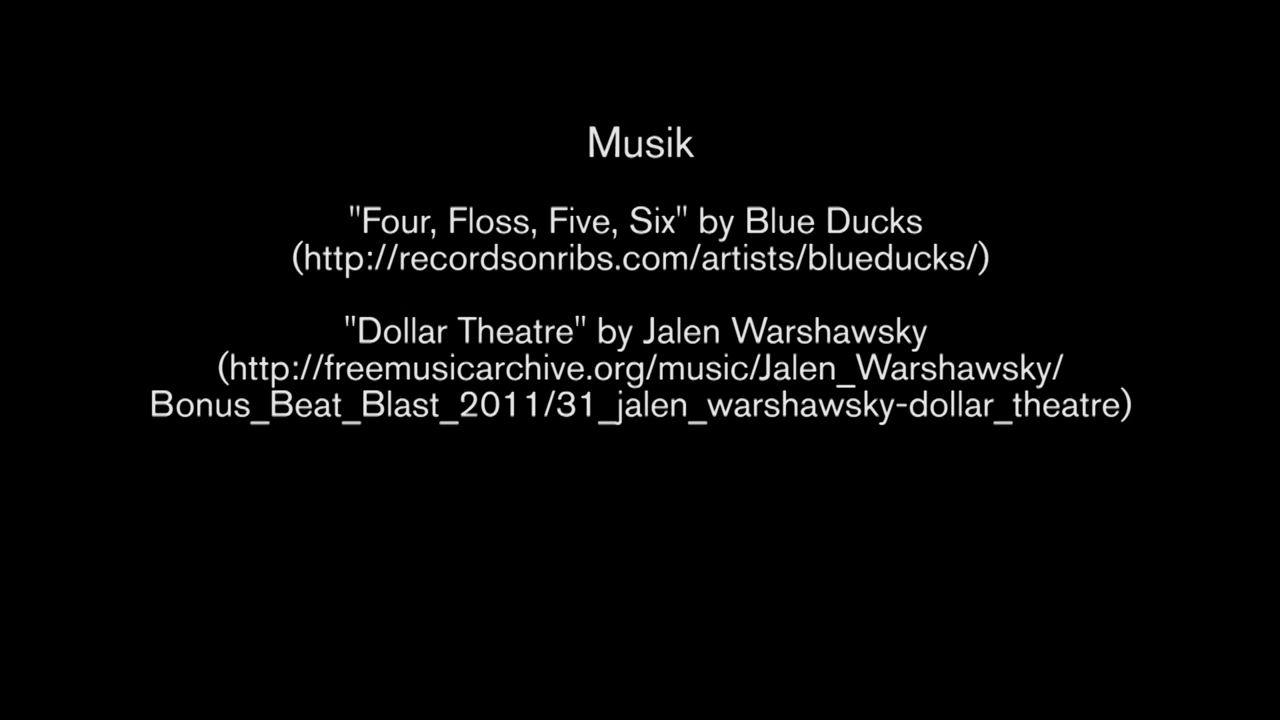 Musik
"Four, Floss, Five, Six" by Blue Ducks
(http://recordsonribs.com/artists/blueducks/)
"Dollar Theatre" by Jalen Warshawsky
(http://freemusicarchive.org/music/Jalen_Warshawsky/
Bonus_Beat_Blast_2011/31_jalen_warshawsky-dollar_theatre)